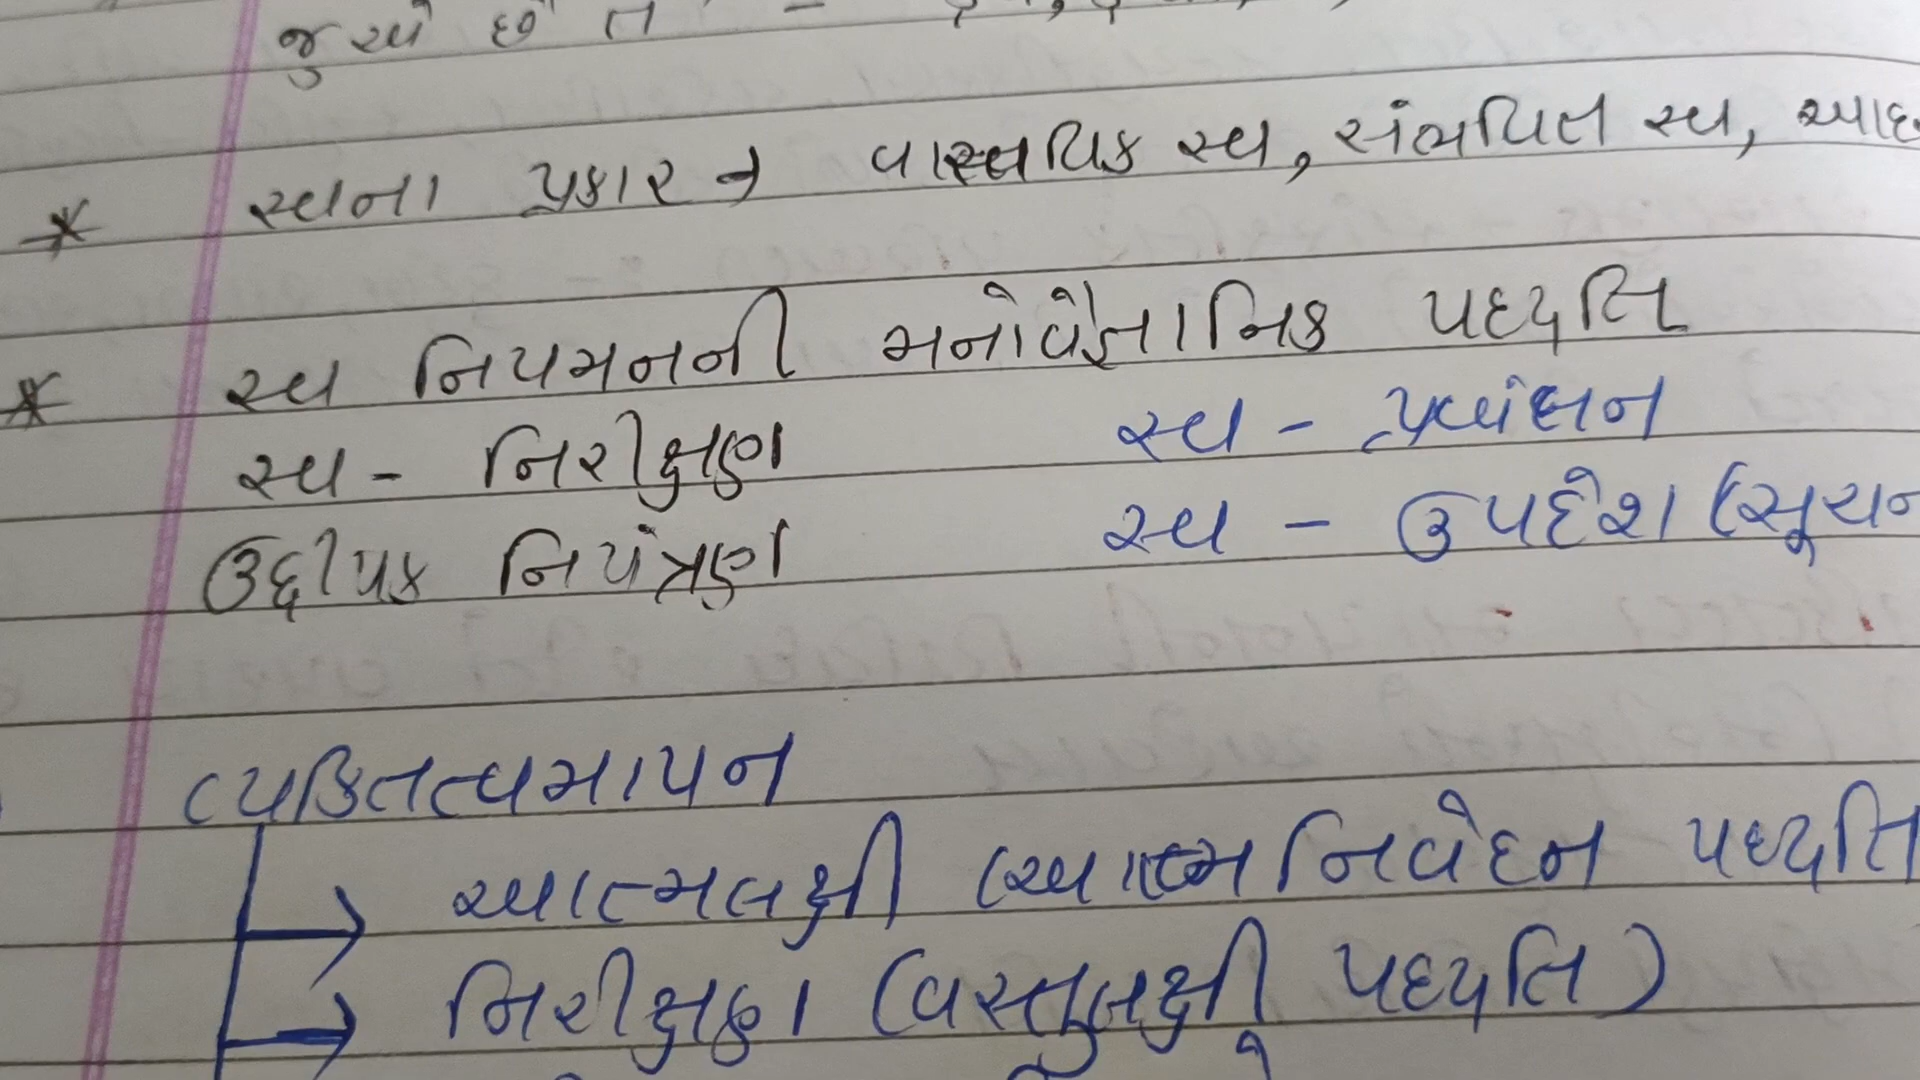 જુએ છે તે -
* સ્વના પ્રકાર → વાસ્તવિક સ્વ, સંભવિત સ્વ,
* સ્વ નિયમનની મનોવૈજ્ઞાનિક પદ્ધતિ
સ્વ - નિરીક્ષણ સ્વ - પ્રબલન
ઉદ્દીપક નિયંત્રણ સ્વ - ઉપદેશ (સૂચન
વ્યક્તિત્વમાપન
→ આત્મલક્ષી (આત્મનિવેદન પદ્ધતિ
→ નિરીક્ષણ (વસ્તુલક્ષી પદ્ધતિ)